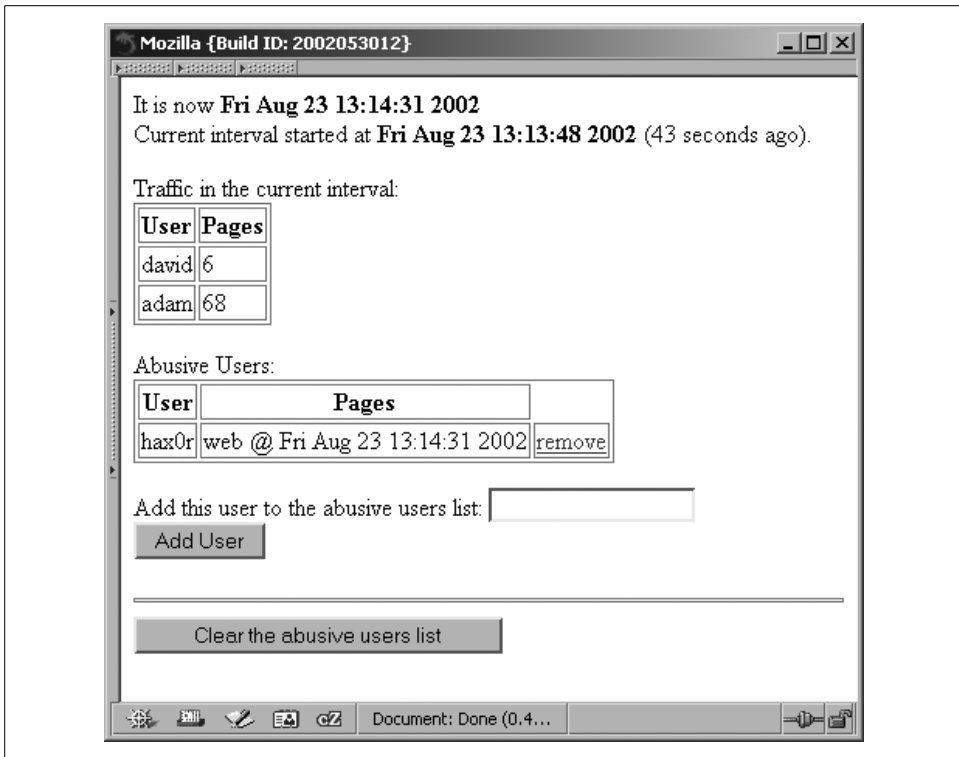 Mozilla {Build ID: 2002053012}
It is now Fri Aug 23 13:14:31 2002
Current interval started at Fri Aug 23 13:13:48 2002 (43 seconds ago).
Traffic in the current interval:
User Pages
david 6
adam 68
Abusive Users:
User Pages
hax0r web @ Fri Aug 23 13:14:31 2002 remove
Add this user to the abusive users list:
Add User
Clear the abusive users list
cZ Document: Done (0.4...